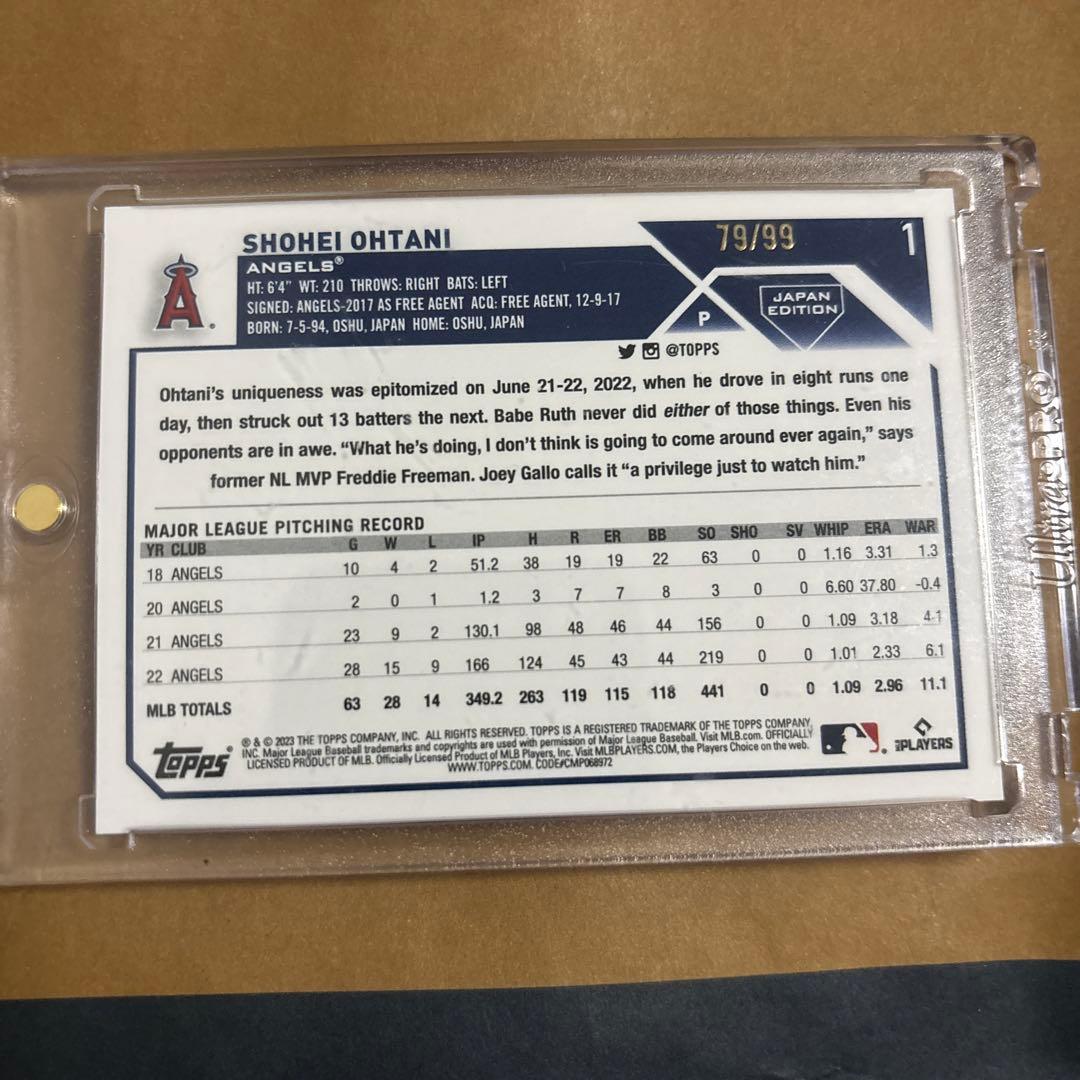 SHOHEI OHTANI
79/99
1
ANGELS®
HT: 6'4" WT: 210 THROWS: RIGHT BATS: LEFT
SIGNED: ANGELS-2017 AS FREE AGENT ACQ: FREE AGENT, 12-9-17
BORN: 7-5-94, OSHU, JAPAN HOME: OSHU, JAPAN
A
P
JAPAN
EDITION
@TOPPS
Ohtani's uniqueness was epitomized on June 21-22, 2022, when he drove in eight runs one
day, then struck out 13 batters the next. Babe Ruth never did either of those things. Even his
opponents are in awe. “What he's doing, I don't think is going to come around ever again,” says
former NL MVP Freddie Freeman. Joey Gallo calls it “a privilege just to watch him.”
MAJOR LEAGUE PITCHING RECORD
YR CLUB G W L IP H R ER BB SO SHO SV WHIP ERA WAR
18 ANGELS 10 4 2 51.2 38 19 19 22 63 0 0 1.16 3.31 1.3
20 ANGELS 2 0 1 1.2 3 7 7 8 3 0 0 6.60 37.80 -0.4
21 ANGELS 23 9 2 130.1 98 48 46 44 156 0 0 1.09 3.18 4.1
22 ANGELS 28 15 9 166 124 45 43 44 219 0 0 1.01 2.33 6.1
MLB TOTALS 63 28 14 349.2 263 119 115 118 441 0 0 1.09 2.96 11.1
Topps®
® & © 2023 THE TOPPS COMPANY, INC. ALL RIGHTS RESERVED. TOPPS IS A REGISTERED TRADEMARK OF THE TOPPS COMPANY,
INC. Major League Baseball trademarks and copyrights are used with permission of Major League Baseball. Visit MLB.com. OFFICIALLY
LICENSED PRODUCT OF MLB. Officially Licensed Product of MLB Players, Inc. Visit MLBPLAYERS.COM, the Players Choice on the web.
WWW.TOPPS.COM. CODE#CMP068972
MLBPLAYERS
UltraPRO®